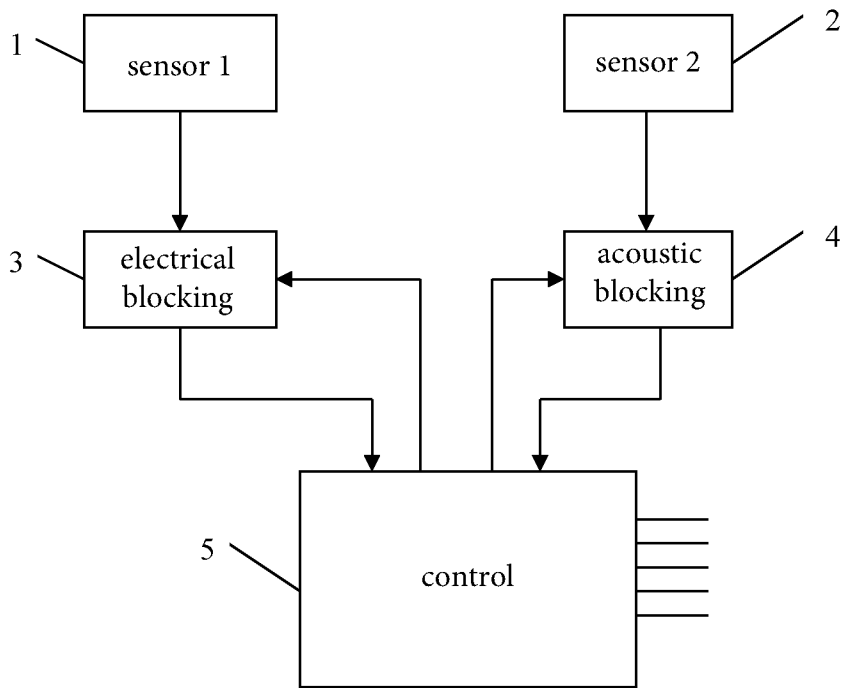 1
sensor 1
sensor 2
2
3
electrical
blocking
acoustic
blocking
4
5
control